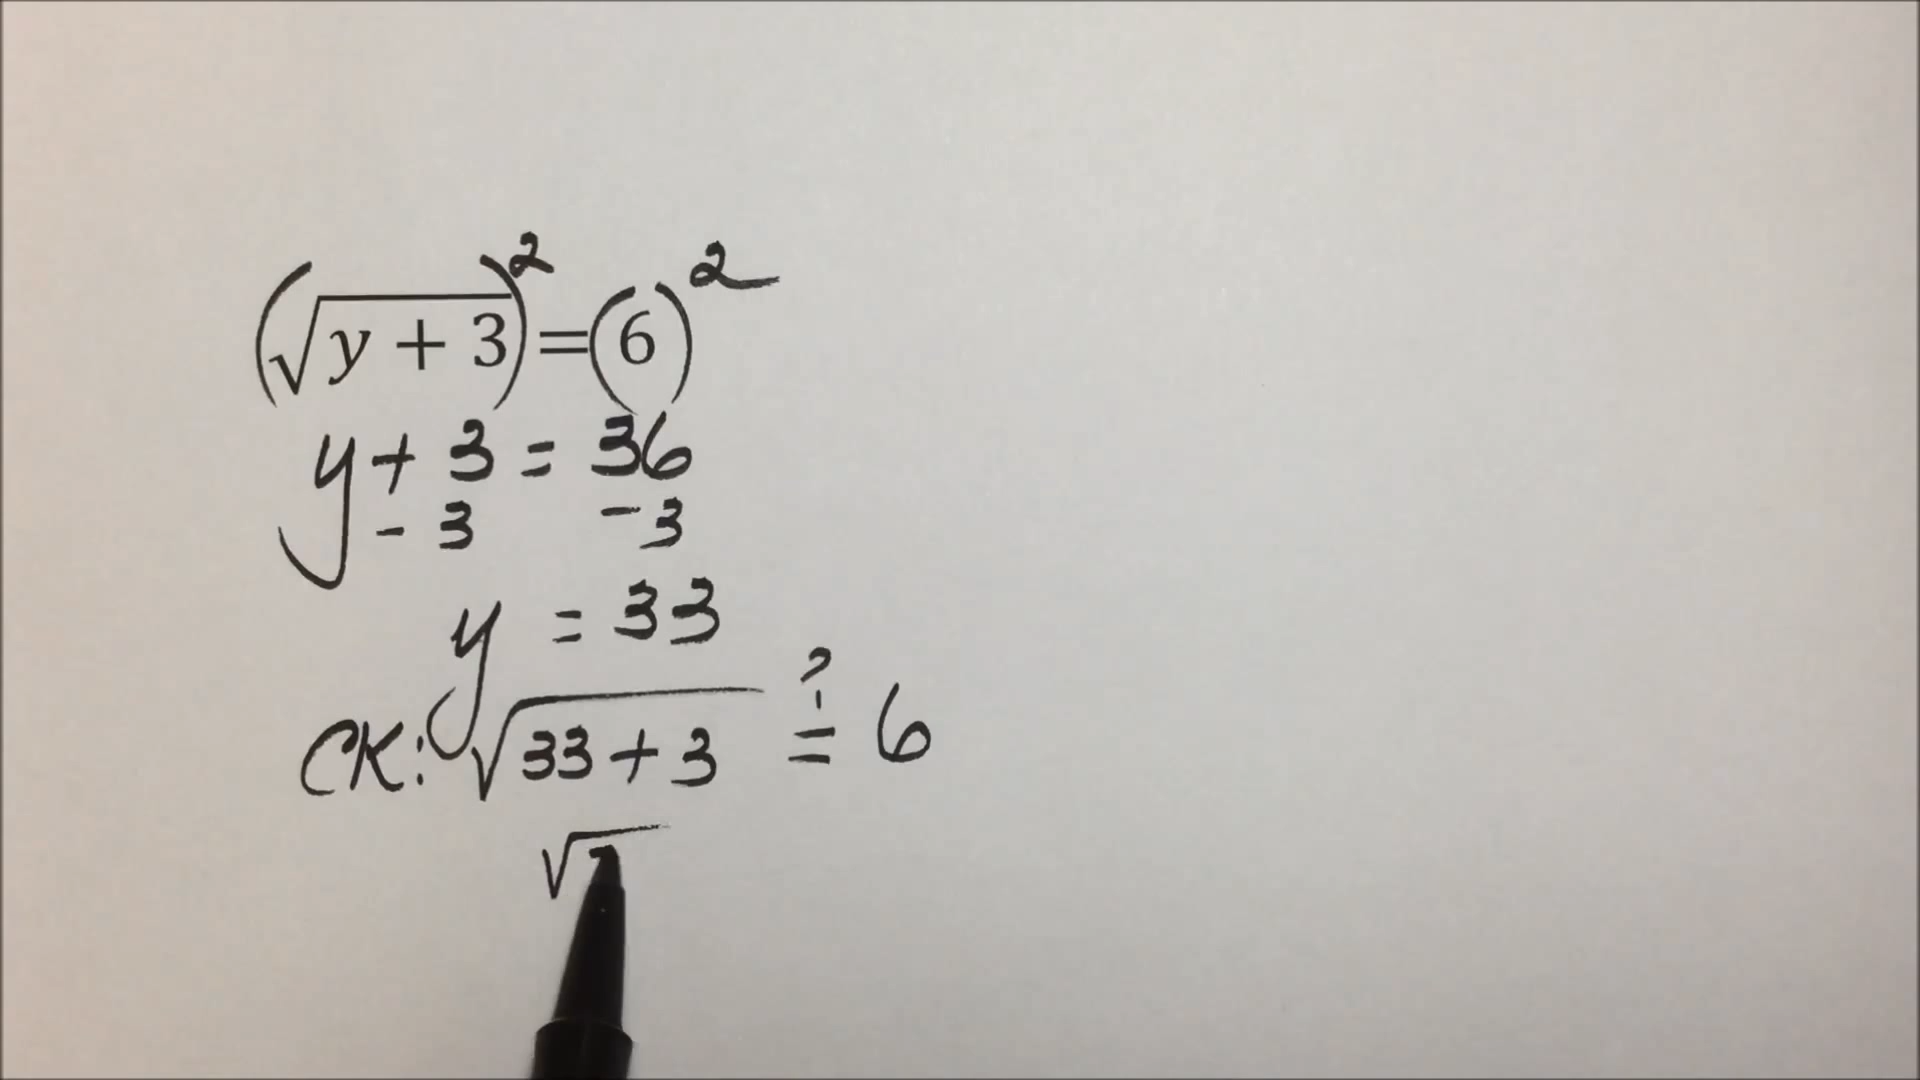 (√(y + 3))² = (6)²
y + 3 = 36
- 3 - 3
y = 33
CK: √(33 + 3) ≟ 6
√